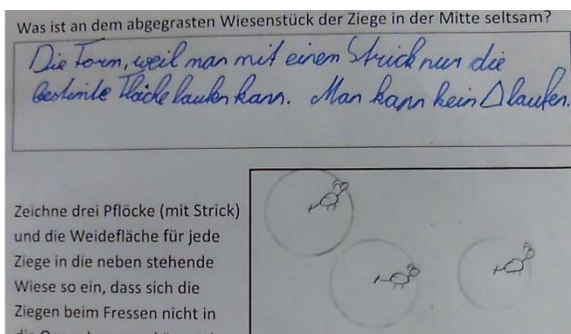 Was ist an dem abgegrasten Wiesenstück der Ziege in der Mitte seltsam?
Die Form, weil man mit einen Strick nur die
bestimte Fläche laufen kann. Man kann kein △ laufen.
Zeichne drei Pflöcke (mit Strick)
und die Weidefläche für jede
Ziege in die neben stehende
Wiese so ein, dass sich die
Ziegen beim Fressen nicht in